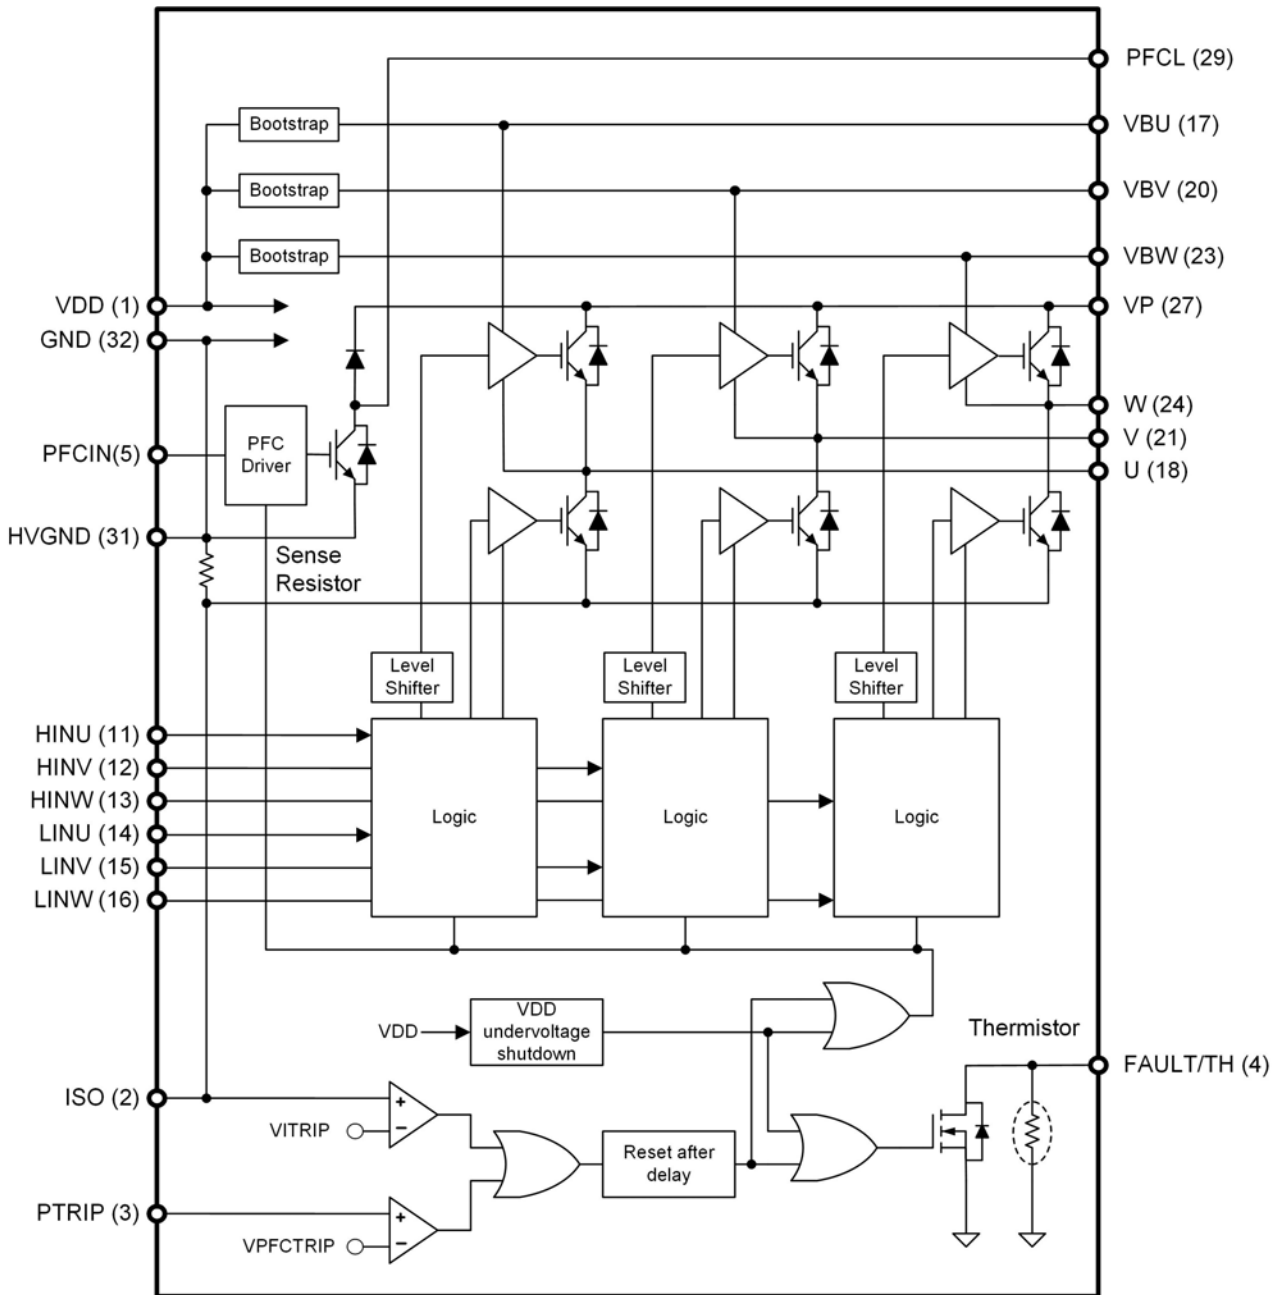 PFCL (29)
Bootstrap
VBU (17)
Bootstrap
VBV (20)
Bootstrap
VBW (23)
VDD (1)
VP (27)
GND (32)
W (24)
PFCIN(5)
PFC
Driver
V (21)
U (18)
HVGND (31)
Sense
Resistor
Level
Shifter
Level
Shifter
Level
Shifter
HINU (11)
HINV (12)
HINW (13)
LINU (14)
LINV (15)
LINW (16)
Logic
Logic
Logic
VDD
VDD
undervoltage
shutdown
Thermistor
FAULT/TH (4)
ISO (2)
+
−
VITRIP
Reset after
delay
PTRIP (3)
+
−
VPFCTRIP